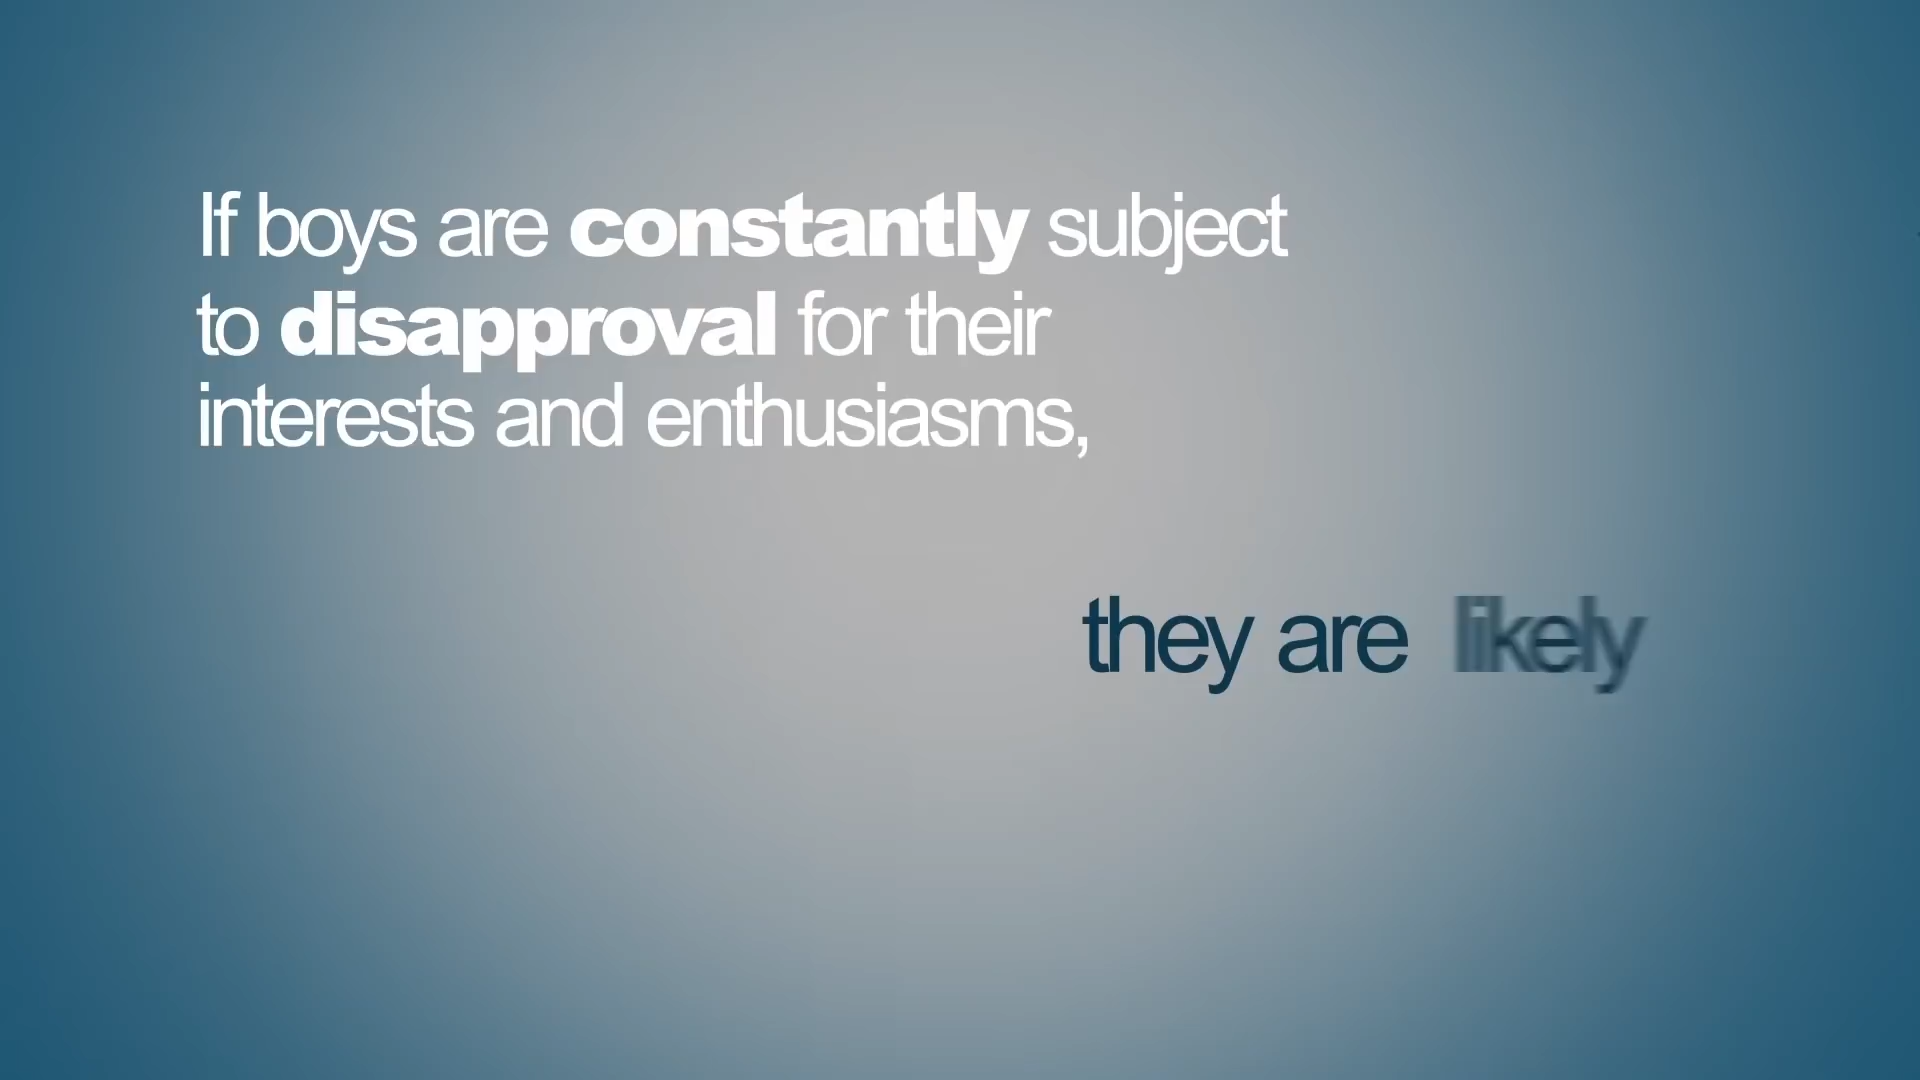 If boys are constantly subject
to disapproval for their
interests and enthusiasms,
they are likely